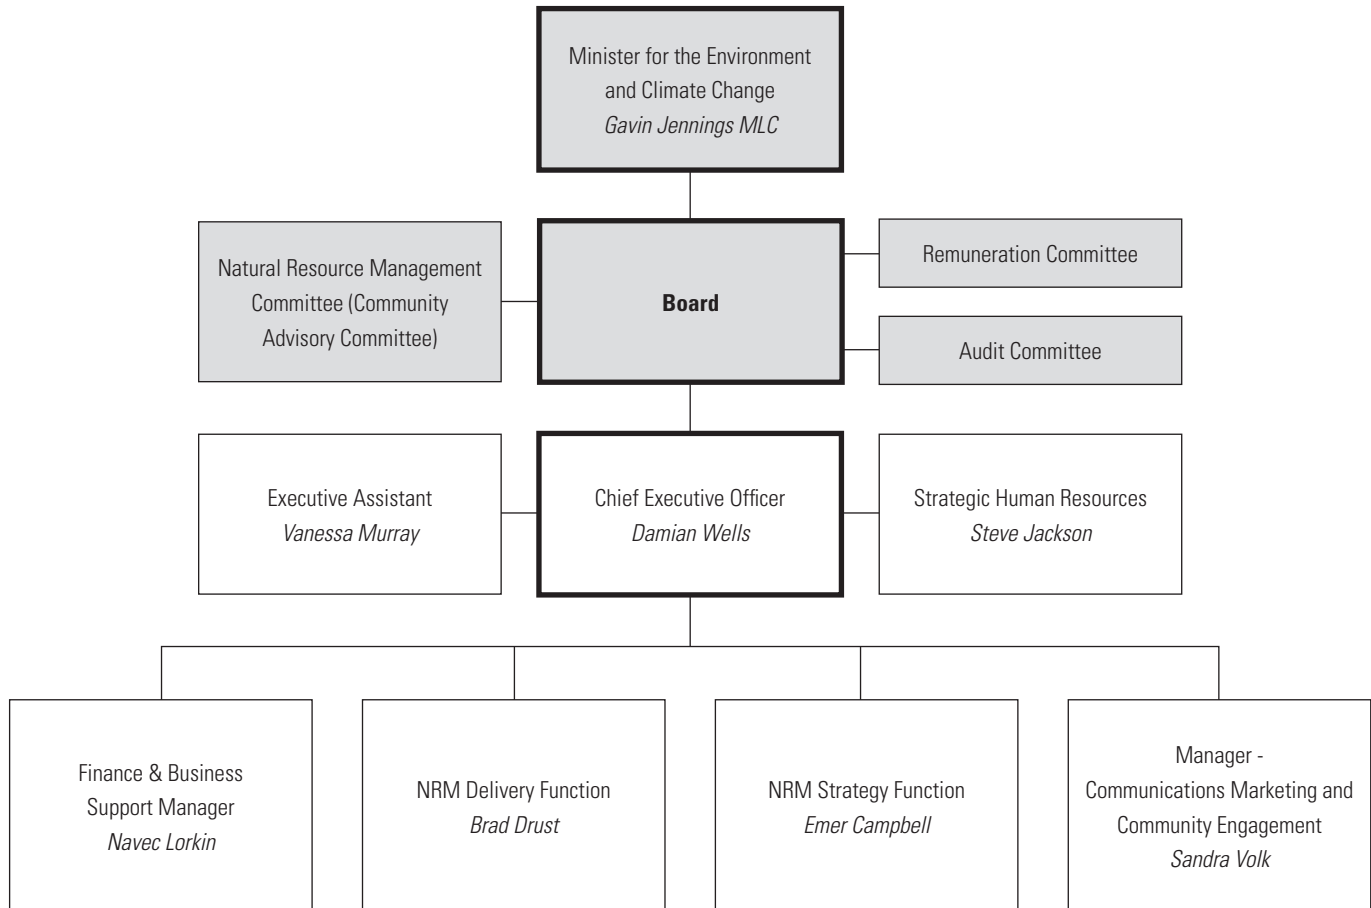 Minister for the Environment
and Climate Change
Gavin Jennings MLC
Natural Resource Management
Committee (Community
Advisory Committee)
Board
Remuneration Committee
Audit Committee
Executive Assistant
Vanessa Murray
Chief Executive Officer
Damian Wells
Strategic Human Resources
Steve Jackson
Finance & Business
Support Manager
Navec Lorkin
NRM Delivery Function
Brad Drust
NRM Strategy Function
Emer Campbell
Manager -
Communications Marketing and
Community Engagement
Sandra Volk